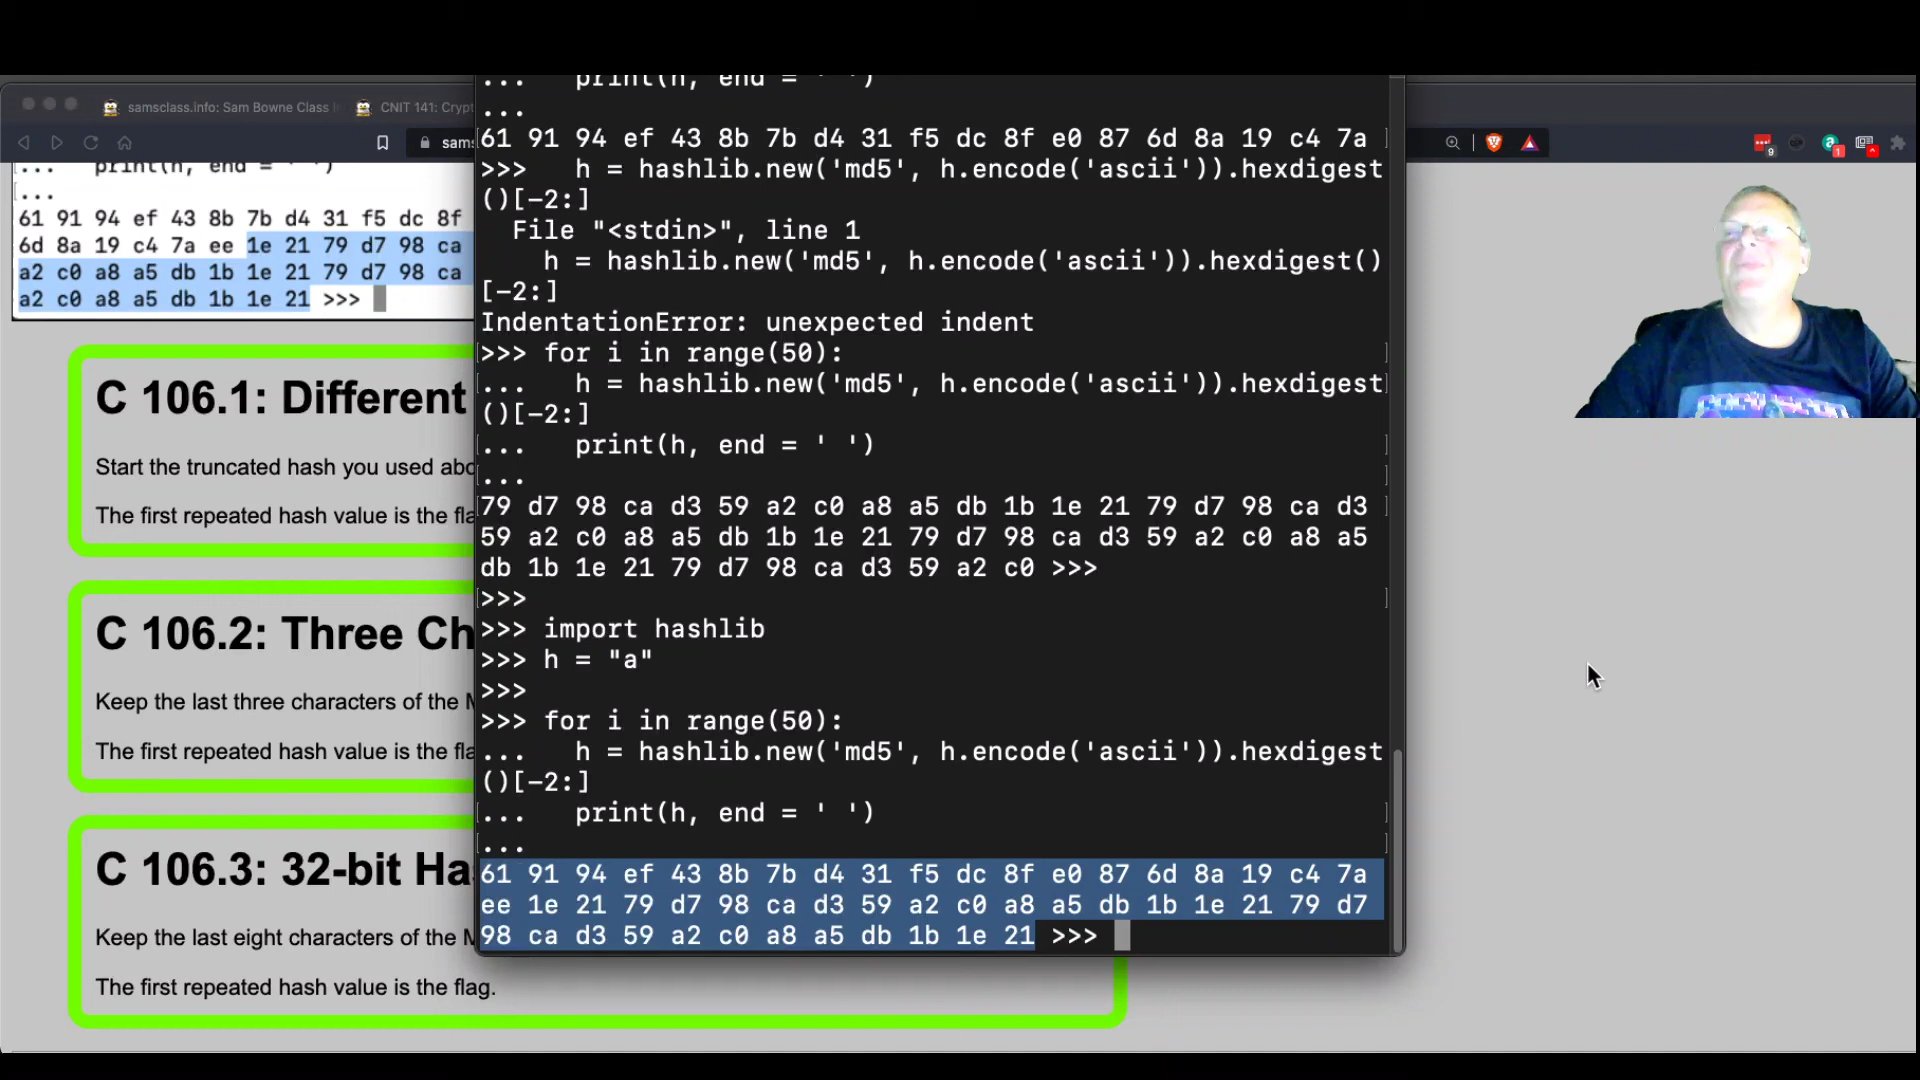 samsclass.info: Sam Bowne Class
CNIT 141: Cryp
sams
9
1
... print(h, end = ' ')
...
61 91 94 ef 43 8b 7b d4 31 f5 dc 8f
6d 8a 19 c4 7a ee 1e 21 79 d7 98 ca
a2 c0 a8 a5 db 1b 1e 21 79 d7 98 ca
a2 c0 a8 a5 db 1b 1e 21 >>>
C 106.1: Different
Start the truncated hash you used abo
The first repeated hash value is the fla
C 106.2: Three Ch
Keep the last three characters of the M
The first repeated hash value is the fla
C 106.3: 32-bit Ha
Keep the last eight characters of the M
The first repeated hash value is the flag.
... print(h, end = ' ')
...
61 91 94 ef 43 8b 7b d4 31 f5 dc 8f e0 87 6d 8a 19 c4 7a
>>>   h = hashlib.new('md5', h.encode('ascii')).hexdigest
()[-2:]
  File "<stdin>", line 1
    h = hashlib.new('md5', h.encode('ascii')).hexdigest()
[-2:]
IndentationError: unexpected indent
>>> for i in range(50):
...   h = hashlib.new('md5', h.encode('ascii')).hexdigest
()[-2:]
...   print(h, end = ' ')
...
79 d7 98 ca d3 59 a2 c0 a8 a5 db 1b 1e 21 79 d7 98 ca d3
59 a2 c0 a8 a5 db 1b 1e 21 79 d7 98 ca d3 59 a2 c0 a8 a5
db 1b 1e 21 79 d7 98 ca d3 59 a2 c0 >>>
>>>
>>> import hashlib
>>> h = "a"
>>>
>>> for i in range(50):
...   h = hashlib.new('md5', h.encode('ascii')).hexdigest
()[-2:]
...   print(h, end = ' ')
...
61 91 94 ef 43 8b 7b d4 31 f5 dc 8f e0 87 6d 8a 19 c4 7a
ee 1e 21 79 d7 98 ca d3 59 a2 c0 a8 a5 db 1b 1e 21 79 d7
98 ca d3 59 a2 c0 a8 a5 db 1b 1e 21 >>>